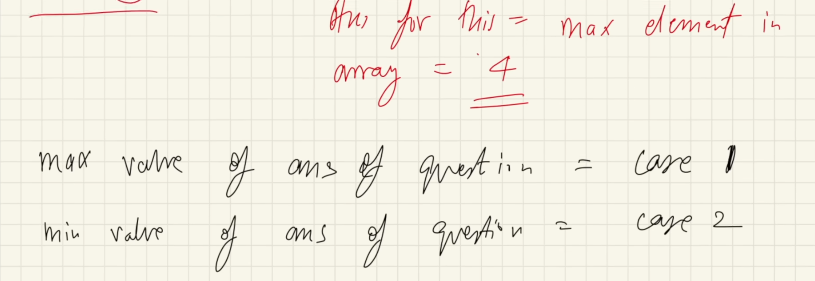 Ans for this = max element in
array = 4
max value of ans of question = case 1
min value of ans of question = case 2